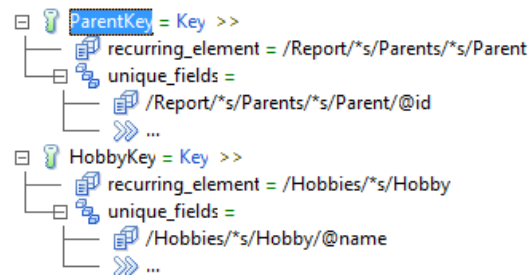 ParentKey = Key >>
recurring_element = /Report/*s/Parents/*s/Parent
unique_fields =
/Report/*s/Parents/*s/Parent/@id
...
HobbyKey = Key >>
recurring_element = /Hobbies/*s/Hobby
unique_fields =
/Hobbies/*s/Hobby/@name
...